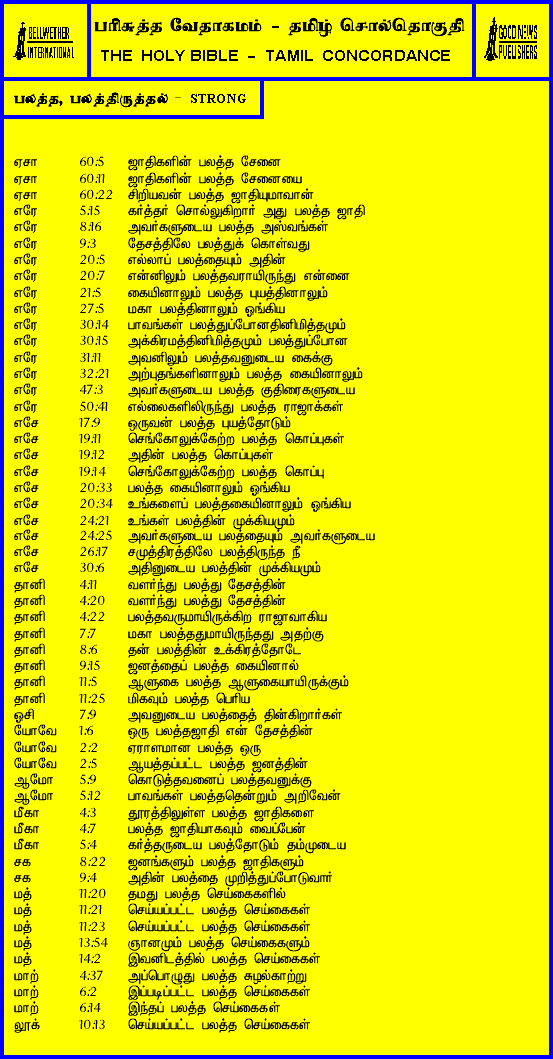 BELLWETHER
INTERNATIONAL
பரிசுத்த வேதாகமம் - தமிழ் சொல்தொகுதி
THE HOLY BIBLE - TAMIL CONCORDANCE
GOOD NEWS
PUBLISHERS
பலத்த, பலத்திருத்தல் - STRONG
ஏசா 60:5 ஜாதிகளின் பலத்த சேனை
ஏசா 60:11 ஜாதிகளின் பலத்த சேனையை
ஏசா 60:22 சிறியவன் பலத்த ஜாதியுமாவான்
எரே 5:15 கர்த்தர் சொல்லுகிறார் அது பலத்த ஜாதி
எரே 8:16 அவர்களுடைய பலத்த அஸ்வங்கள்
எரே 9:3 தேசத்திலே பலத்துக் கொள்வது
எரே 20:5 எல்லாப் பலத்தையும் அதின்
எரே 20:7 என்னிலும் பலத்தவராயிருந்து என்னை
எரே 21:5 கையினாலும் பலத்த புயத்தினாலும்
எரே 27:5 மகா பலத்தினாலும் ஓங்கிய
எரே 30:14 பாவங்கள் பலத்துப்போனதினிமித்தமும்
எரே 30:15 அக்கிரமத்தினிமித்தமும் பலத்துப்போன
எரே 31:11 அவனிலும் பலத்தவனுடைய கைக்கு
எரே 32:21 அற்புதங்களினாலும் பலத்த கையினாலும்
எரே 47:3 அவர்களுடைய பலத்த குதிரைகளுடைய
எரே 50:41 எல்லைகளிலிருந்து பலத்த ராஜாக்கள்
எசே 17:9 ஒருவன் பலத்த புயத்தோடும்
எசே 19:11 செங்கோலுக்கேற்ற பலத்த கொப்புகள்
எசே 19:12 அதின் பலத்த கொப்புகள்
எசே 19:14 செங்கோலுக்கேற்ற பலத்த கொப்பு
எசே 20:33 பலத்த கையினாலும் ஓங்கிய
எசே 20:34 உங்களைப் பலத்தகையினாலும் ஓங்கிய
எசே 24:21 உங்கள் பலத்தின் முக்கியமும்
எசே 24:25 அவர்களுடைய பலத்தையும் அவர்களுடைய
எசே 26:17 சமுத்திரத்திலே பலத்திருந்த நீ
எசே 30:6 அதினுடைய பலத்தின் முக்கியமும்
தானி 4:11 வளர்ந்து பலத்து தேசத்தின்
தானி 4:20 வளர்ந்து பலத்து தேசத்தின்
தானி 4:22 பலத்தவருமாயிருக்கிற ராஜாவாகிய
தானி 7:7 மகா பலத்ததுமாயிருந்தது அதற்கு
தானி 8:6 தன் பலத்தின் உக்கிரத்தோடே
தானி 9:15 ஜனத்தைப் பலத்த கையினால்
தானி 11:5 ஆளுகை பலத்த ஆளுகையாயிருக்கும்
தானி 11:25 மிகவும் பலத்த பெரிய
ஓசி 7:9 அவனுடைய பலத்தைத் தின்கிறார்கள்
யோவே 1:6 ஒரு பலத்தஜாதி என் தேசத்தின்
யோவே 2:2 ஏராளமான பலத்த ஒரு
யோவே 2:5 ஆயத்தப்பட்ட பலத்த ஜனத்தின்
ஆமோ 5:9 கொடுத்தவனைப் பலத்தவனுக்கு
ஆமோ 5:12 பாவங்கள் பலத்ததென்றும் அறிவேன்
மீகா 4:3 தூரத்திலுள்ள பலத்த ஜாதிகளை
மீகா 4:7 பலத்த ஜாதியாகவும் வைப்பேன்
மீகா 5:4 கர்த்தருடைய பலத்தோடும் தம்முடைய
சக 8:22 ஜனங்களும் பலத்த ஜாதிகளும்
சக 9:4 அதின் பலத்தை முறித்துப்போடுவார்
மத் 11:20 தமது பலத்த செய்கைகளில்
மத் 11:21 செய்யப்பட்ட பலத்த செய்கைகள்
மத் 11:23 செய்யப்பட்ட பலத்த செய்கைகள்
மத் 13:54 ஞானமும் பலத்த செய்கைகளும்
மத் 14:2 இவனிடத்தில் பலத்த செய்கைகள்
மாற் 4:37 அப்பொழுது பலத்த சுழல்காற்று
மாற் 6:2 இப்படிப்பட்ட பலத்த செய்கைகள்
மாற் 6:14 இந்தப் பலத்த செய்கைகள்
லூக் 10:13 செய்யப்பட்ட பலத்த செய்கைகள்